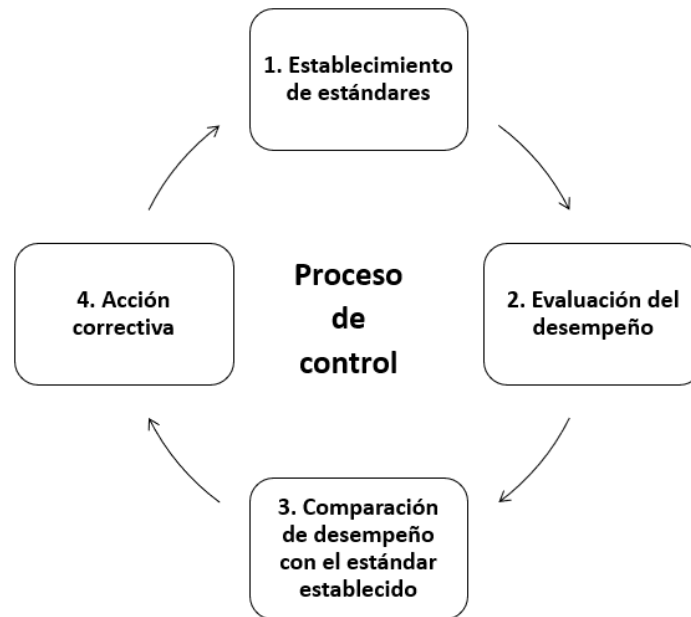 1. Establecimiento
de estándares
2. Evaluación del
desempeño
3. Comparación
de desempeño
con el estándar
establecido
4. Acción
correctiva
Proceso
de
control